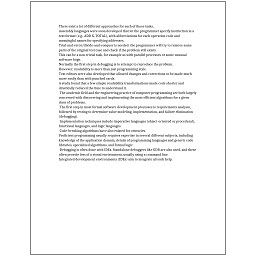 There exist a lot of different approaches for each of those tasks.
Assembly languages were soon developed that let the programmer specify instruction in a
text format (e.g., ADD X, TOTAL), with abbreviations for each operation code and
meaningful names for specifying addresses.
Trial-and-error/divide-and-conquer is needed: the programmer will try to remove some
parts of the original test case and check if the problem still exists.
This can be a non-trivial task, for example as with parallel processes or some unusual
software bugs.
Normally the first step in debugging is to attempt to reproduce the problem.
However, readability is more than just programming style.
Text editors were also developed that allowed changes and corrections to be made much
more easily than with punched cards.
A study found that a few simple readability transformations made code shorter and
drastically reduced the time to understand it.
The academic field and the engineering practice of computer programming are both largely
concerned with discovering and implementing the most efficient algorithms for a given
class of problems.
The first step in most formal software development processes is requirements analysis,
followed by testing to determine value modeling, implementation, and failure elimination
(debugging).
Implementation techniques include imperative languages (object-oriented or procedural),
functional languages, and logic languages.
Code-breaking algorithms have also existed for centuries.
Proficient programming usually requires expertise in several different subjects, including
knowledge of the application domain, details of programming languages and generic code
libraries, specialized algorithms, and formal logic.
Debugging is often done with IDEs. Standalone debuggers like GDB are also used, and these
often provide less of a visual environment, usually using a command line.
Integrated development environments (IDEs) aim to integrate all such help.